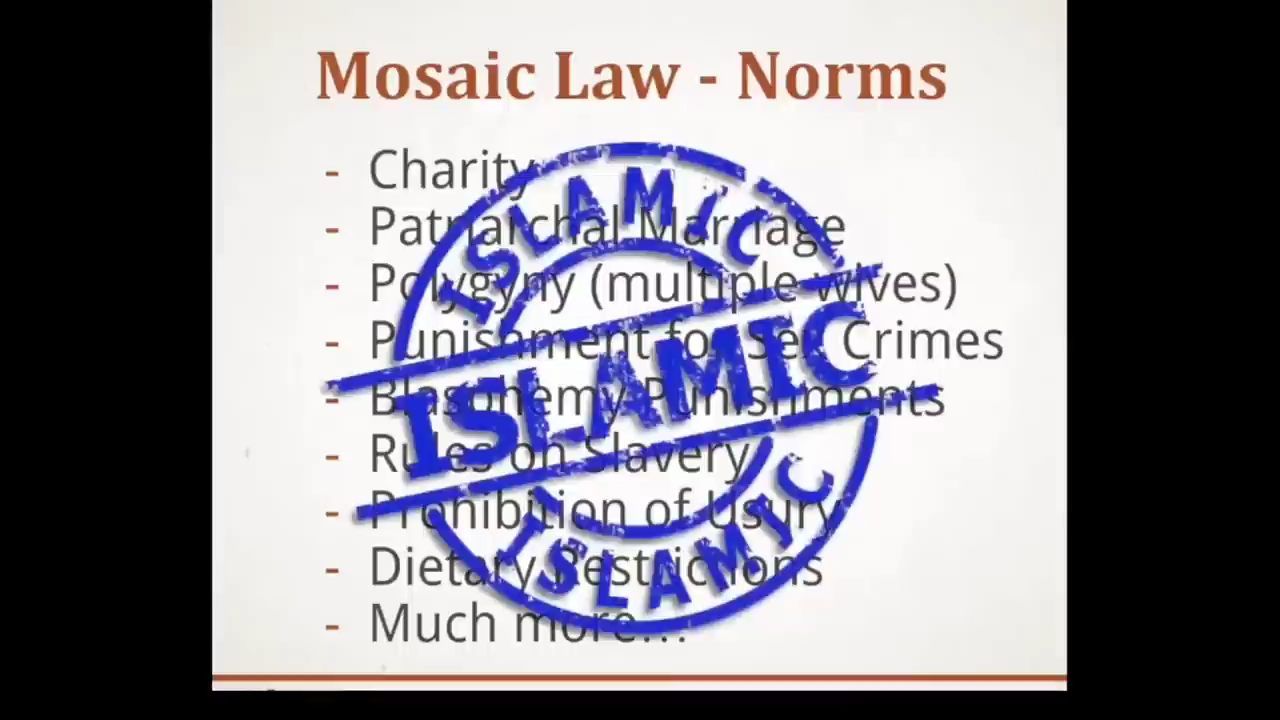 Mosaic Law - Norms
- Charity
- Patriarchal Marriage
- Polygyny (multiple wives)
- Punishment for Sex Crimes
- Blasphemy Punishments
- Rules on Slavery
- Prohibition of Usury
- Dietary Restrictions
- Much more...
ISLAMIC
ISLAMIC
ISLAMIC